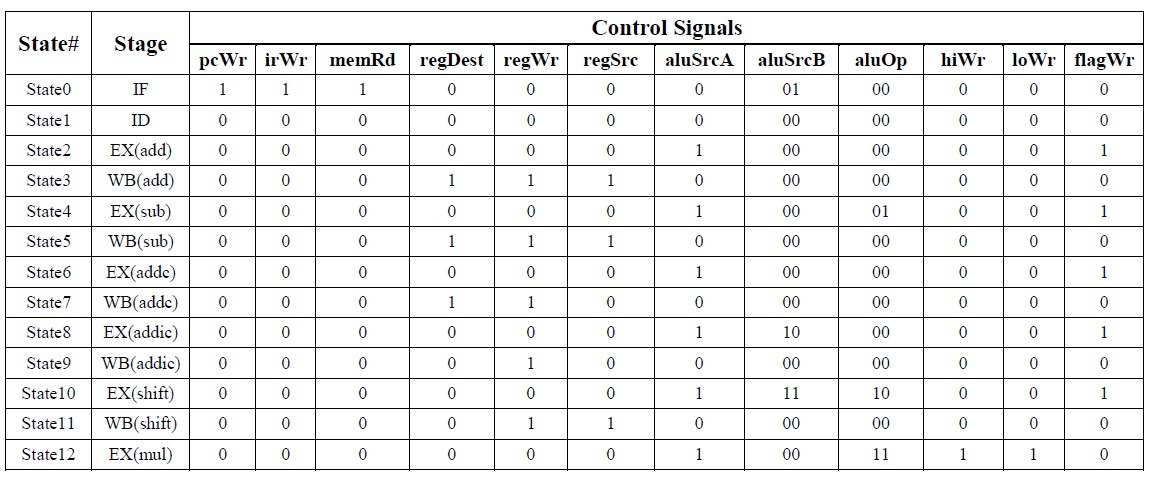 State# Stage Control Signals
pcWr irWr memRd regDest regWr regSrc aluSrcA aluSrcB aluOp hiWr loWr flagWr
State0 IF 1 1 1 0 0 0 0 01 00 0 0 0
State1 ID 0 0 0 0 0 0 0 00 00 0 0 0
State2 EX(add) 0 0 0 0 0 0 1 00 00 0 0 1
State3 WB(add) 0 0 0 1 1 1 0 00 00 0 0 0
State4 EX(sub) 0 0 0 0 0 0 1 00 01 0 0 1
State5 WB(sub) 0 0 0 1 1 1 0 00 00 0 0 0
State6 EX(addc) 0 0 0 0 0 0 1 00 00 0 0 1
State7 WB(addc) 0 0 0 1 1 0 0 00 00 0 0 0
State8 EX(addic) 0 0 0 0 0 0 1 10 00 0 0 1
State9 WB(addic) 0 0 0 0 1 0 0 00 00 0 0 0
State10 EX(shift) 0 0 0 0 0 0 1 11 10 0 0 1
State11 WB(shift) 0 0 0 0 1 1 0 00 00 0 0 0
State12 EX(mul) 0 0 0 0 0 0 1 00 11 1 1 0